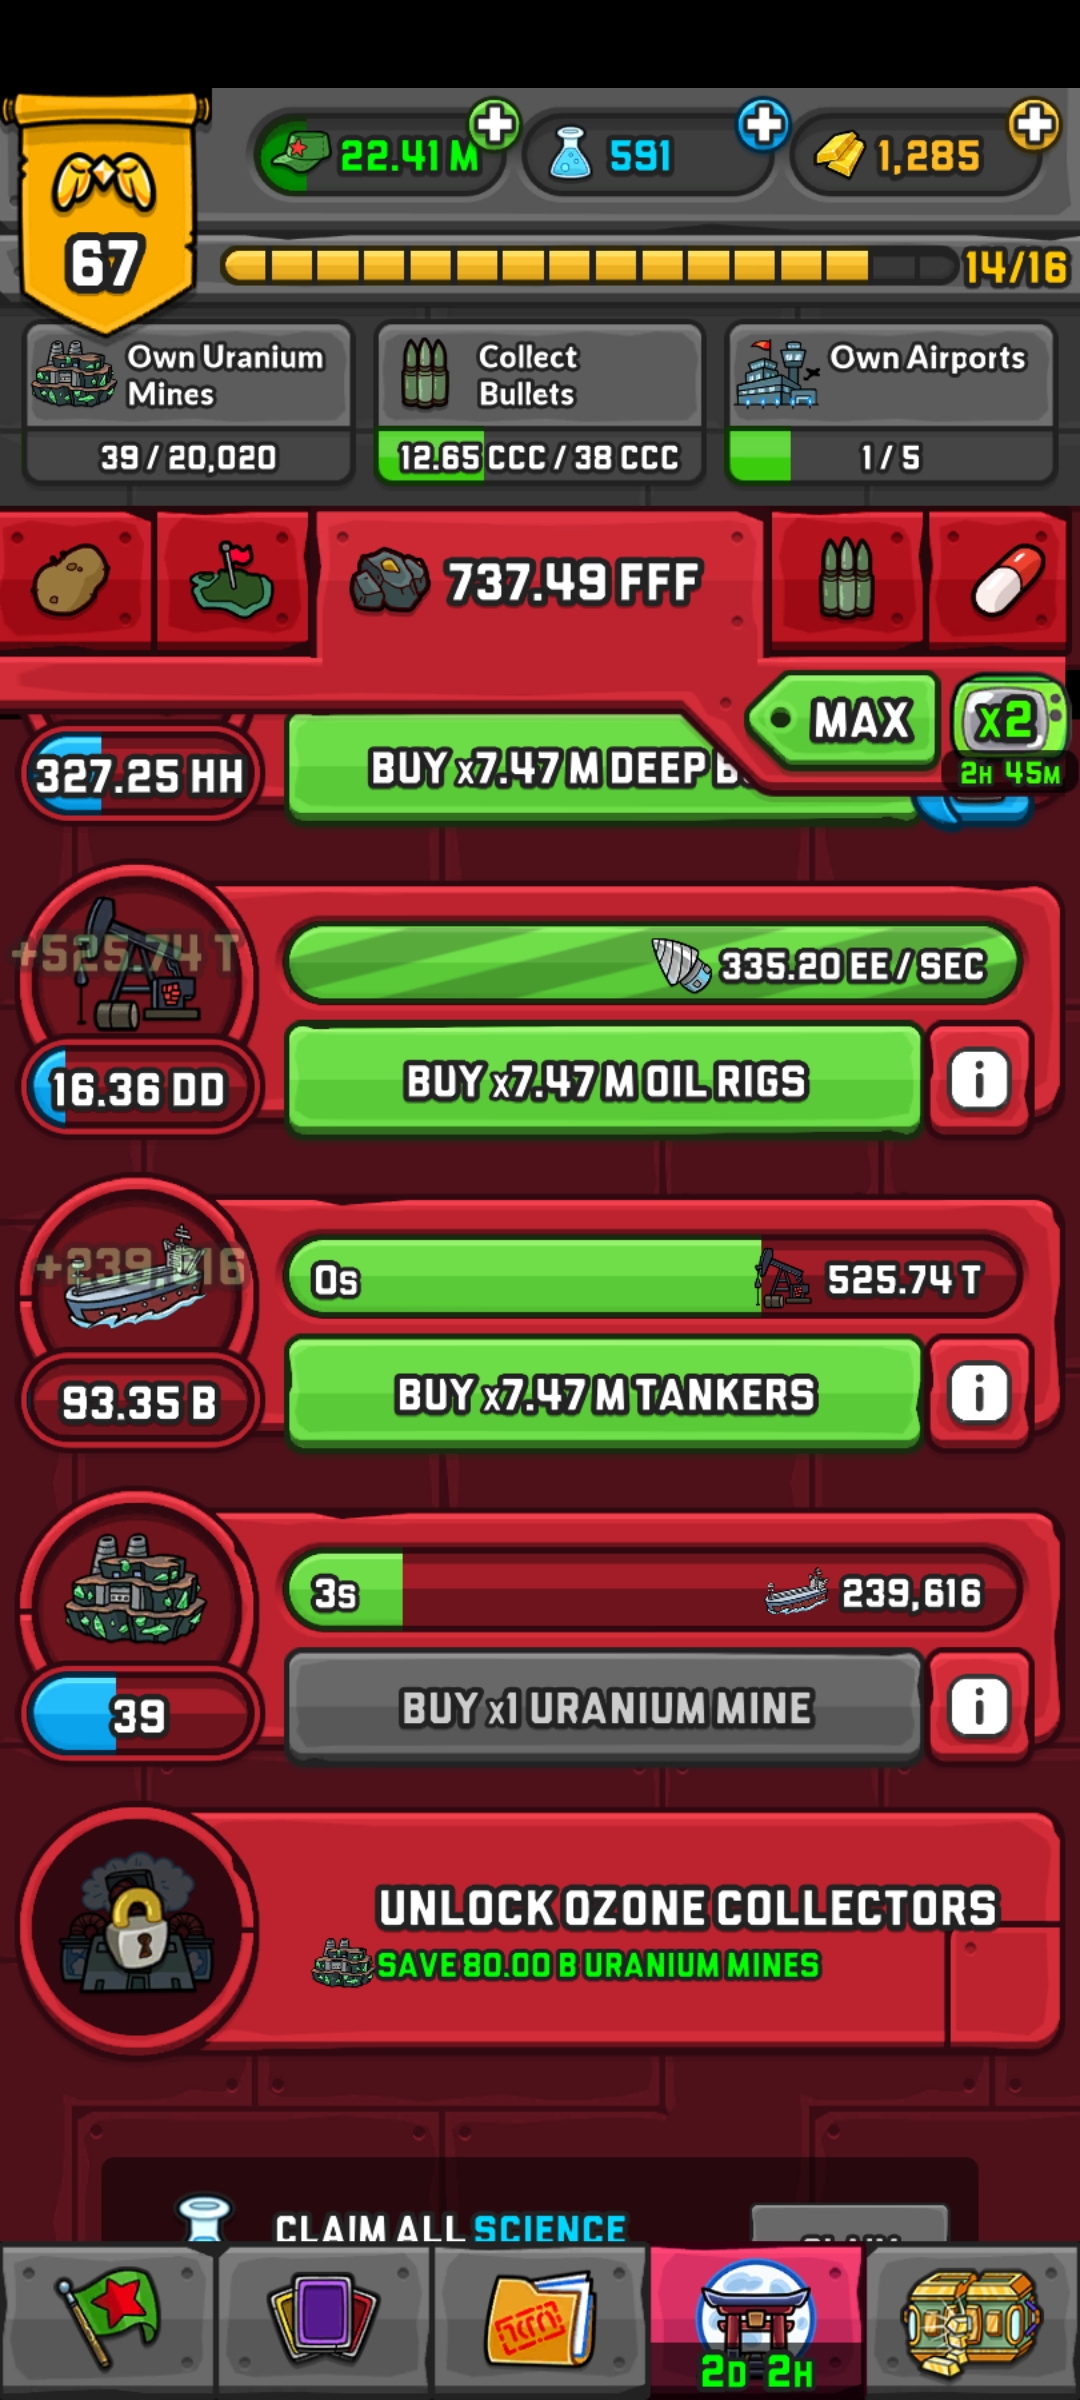 22.41 M
591
1,285
67
14/16
Own Uranium
Mines
39 / 20,020
Collect
Bullets
12.65 CCC / 38 CCC
Own Airports
1 / 5
737.49 FFF
MAX
x2
2H 45M
327.25 HH
BUY x7.47 M DEEP
+525.74 T
335.20 EE / SEC
16.36 DD
BUY x7.47 M OIL RIGS
i
+239,616
0s
525.74 T
93.35 B
BUY x7.47 M TANKERS
i
3s
239,616
39
BUY x1 URANIUM MINE
i
UNLOCK OZONE COLLECTORS
SAVE 80.00 B URANIUM MINES
CLAIM ALL SCIENCE
2D 2H